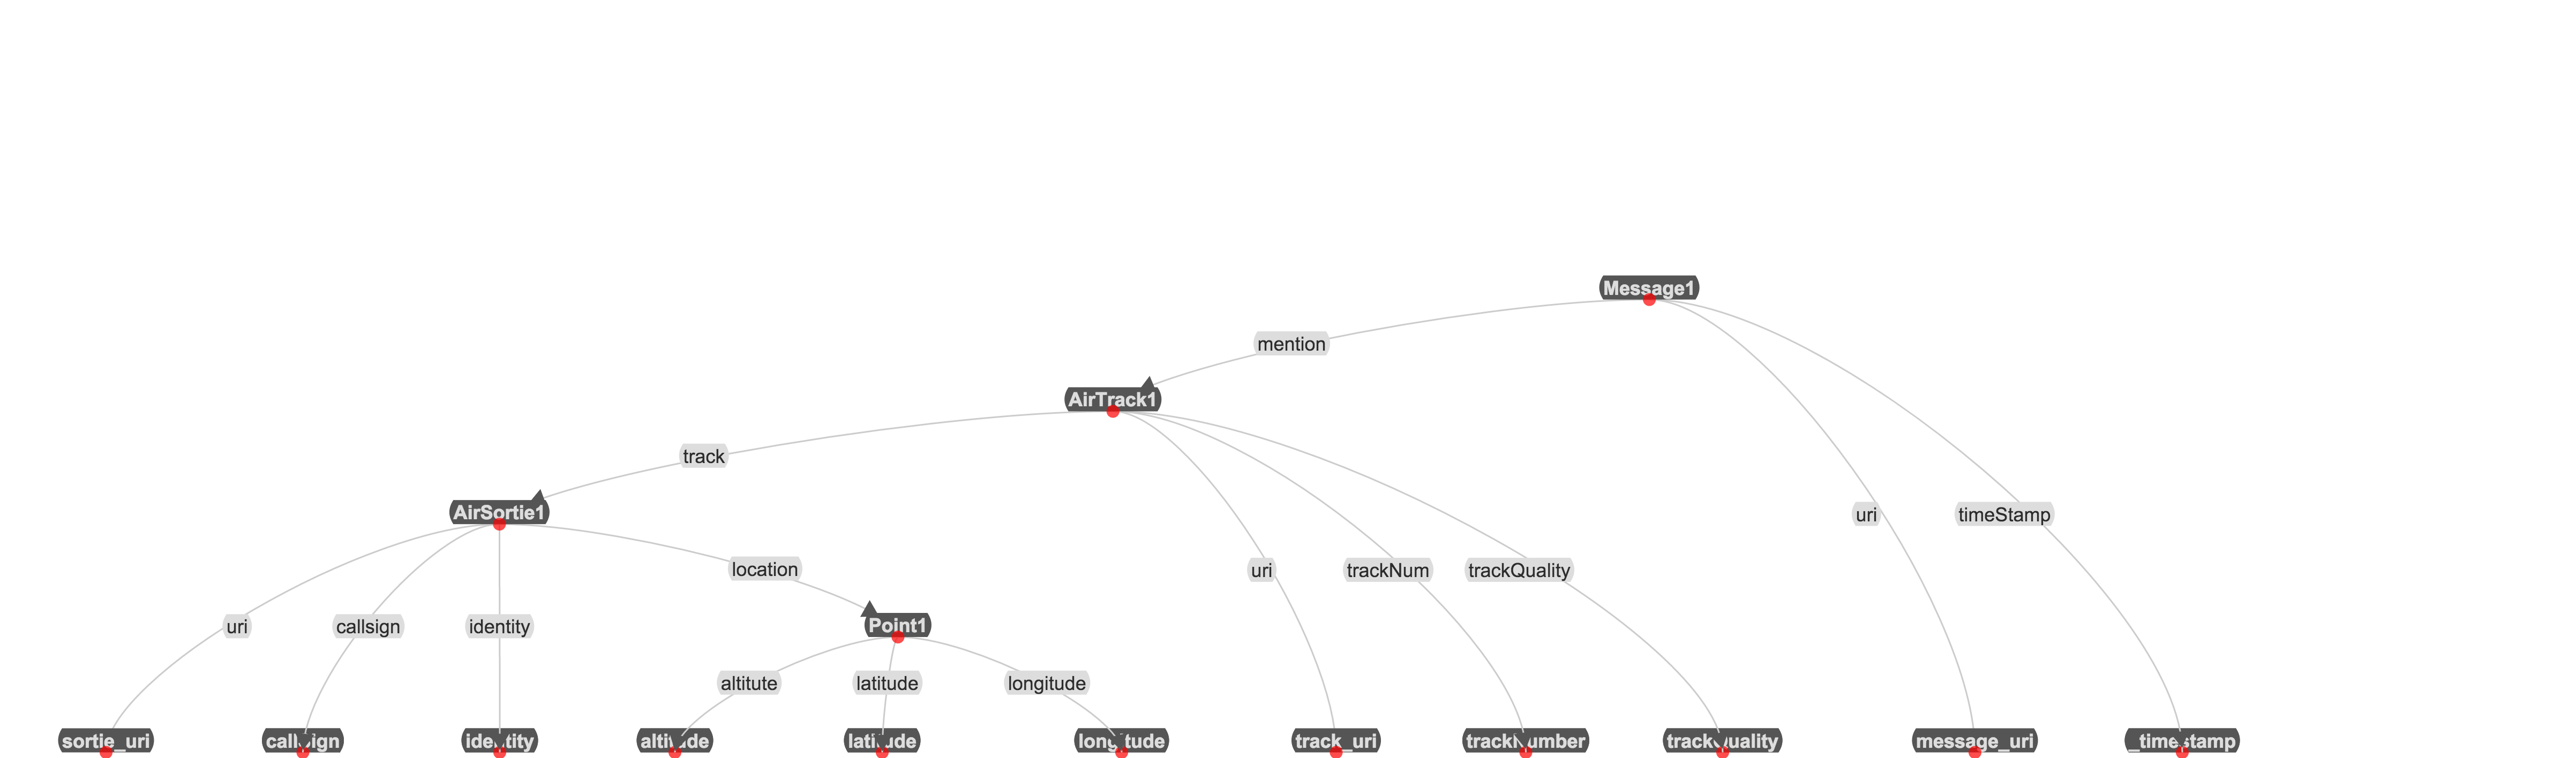 Message1
mention
AirTrack1
track
AirSortie1
uri timeStamp
location uri trackNum trackQuality
uri callsign identity Point1
altitute latitude longitude
sortie_uri callsign identity altitude latitude longitude track_uri trackNumber trackQuality message_uri _timestamp